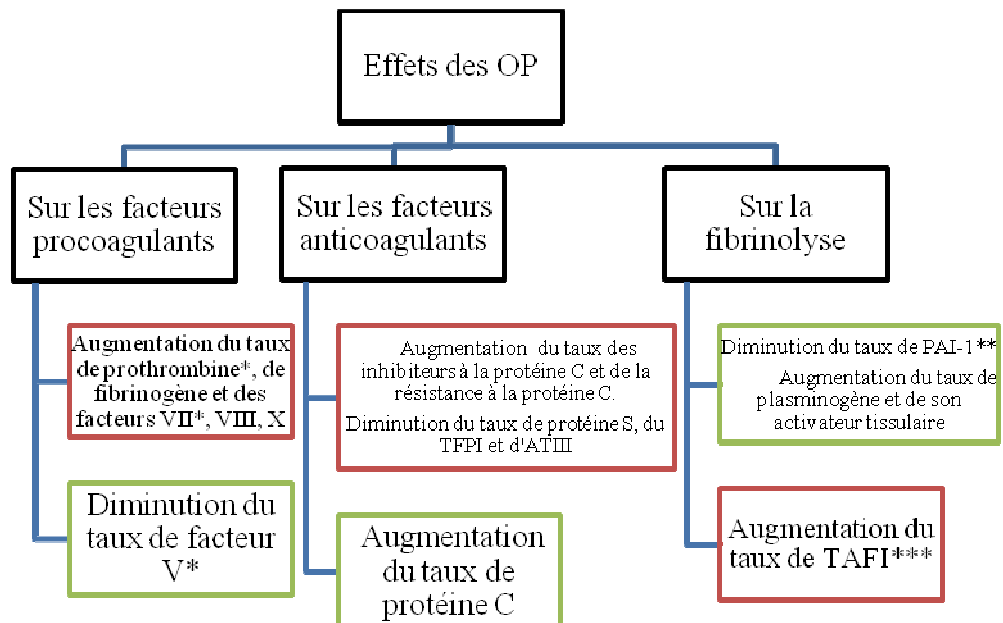 Effets des OP
Sur les facteurs
procoagulants
Sur les facteurs
anticoagulants
Sur la
fibrinolyse
Augmentation du taux
de prothrombine*, de
fibrinogène et des
facteurs VII*, VIII, X
Diminution du
taux de facteur
V*
Augmentation du taux des
inhibiteurs à la protéine C et de la
résistance à la protéine C.
Diminution du taux de protéine S, du
TFPI et d'ATIII
Augmentation
du taux de
protéine C
Diminution du taux de PAI-1**
Augmentation du taux de
plasminogène et de son
activateur tissulaire
Augmentation du
taux de TAFI***